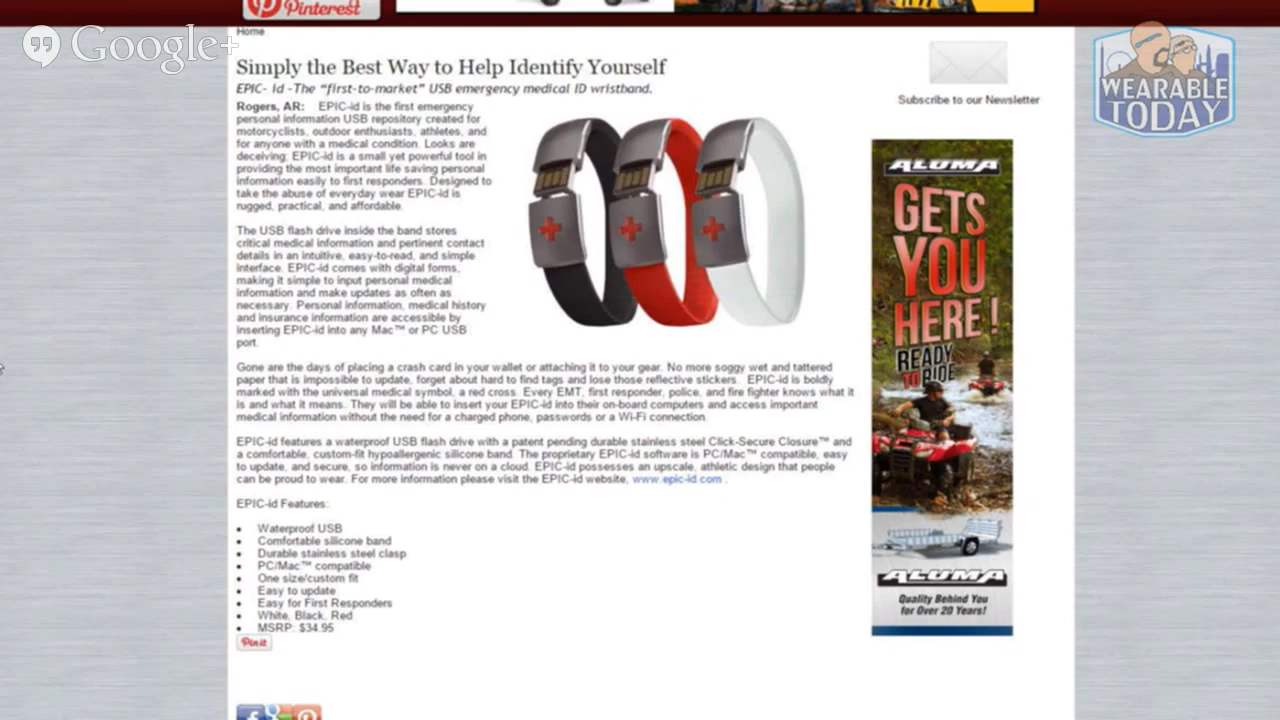 Pinterest
Google+
Home
WEARABLE
TODAY
Simply the Best Way to Help Identify Yourself
EPIC- Id -The “first-to-market” USB emergency medical ID wristband.
Subscribe to our Newsletter
Rogers, AR: EPIC-id is the first emergency
personal information USB repository created for
motorcyclists, outdoor enthusiasts, athletes, and
for anyone with a medical condition. Looks are
deceiving; EPIC-id is a small yet powerful tool in
providing the most important life saving personal
information easily to first responders. Designed to
take the abuse of everyday wear EPIC-id is
rugged, practical, and affordable.
The USB flash drive inside the band stores
critical medical information and pertinent contact
details in an intuitive, easy-to-read, and simple
interface. EPIC-id comes with digital forms,
making it simple to input personal medical
information and make updates as often as
necessary. Personal information, medical history
and insurance information are accessible by
inserting EPIC-id into any Mac™ or PC USB
port.
Gone are the days of placing a crash card in your wallet or attaching it to your gear. No more soggy wet and tattered
paper that is impossible to update, forget about hard to find tags and lose those reflective stickers. EPIC-id is boldly
marked with the universal medical symbol, a red cross. Every EMT, first responder, police, and fire fighter knows what it
is and what it means. They will be able to insert your EPIC-id into their on-board computers and access important
medical information without the need for a charged phone, passwords or a Wi-Fi connection.
EPIC-id features a waterproof USB flash drive with a patent pending durable stainless steel Click-Secure Closure™ and
a comfortable, custom-fit hypoallergenic silicone band. The proprietary EPIC-id software is PC/Mac™ compatible, easy
to update, and secure, so information is never on a cloud. EPIC-id possesses an upscale, athletic design that people
can be proud to wear. For more information please visit the EPIC-id website, www.epic-id.com .
EPIC-id Features:
• Waterproof USB
• Comfortable silicone band
• Durable stainless steel clasp
• PC/Mac™ compatible
• One size/custom fit
• Easy to update
• Easy for First Responders
• White, Black, Red
• MSRP: $34.95
Pin it
ALUMA
GETS
YOU
HERE!
READY
TO RIDE
ALUMA
Quality Behind You
for Over 20 Years!